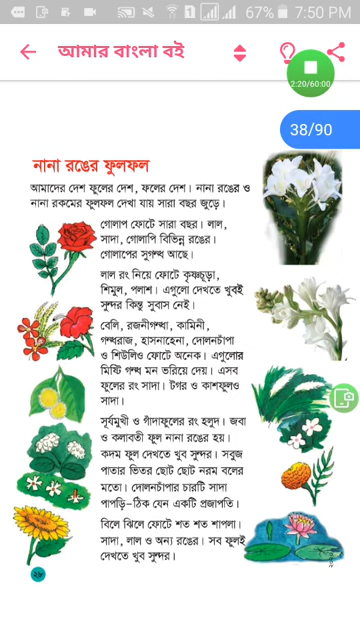 67% 7:50 PM
আমার বাংলা বই
2:20/60:00
38/90
নানা রঙের ফুলফল
আমাদের দেশ ফুলের দেশ, ফলের দেশ। নানা রঙের ও
নানা রকমের ফুলফল দেখা যায় সারা বছর জুড়ে।
গোলাপ ফোটে সারা বছর। লাল,
সাদা, গোলাপি বিভিন্ন রঙের।
গোলাপের সুগন্ধ আছে।
লাল রং নিয়ে ফোটে কৃষ্ণচূড়া,
শিমুল, পলাশ। এগুলো দেখতে খুবই
সুন্দর কিন্তু সুবাস নেই।
বেলি, রজনীগন্ধা, কামিনী,
গন্ধরাজ, হাসনাহেনা, দোলনচাঁপা
ও শিউলিও ফোটে অনেক। এগুলোর
মিষ্টি গন্ধ মন ভরিয়ে দেয়। এসব
ফুলের রং সাদা। টগর ও কাশফুলও
সাদা।
সূর্যমুখী ও গাঁদাফুলের রং হলুদ। জবা
ও কলাবতী ফুল নানা রঙের হয়।
কদম ফুল দেখতে খুব সুন্দর। সবুজ
পাতার ভিতর ছোট ছোট নরম বলের
মতো। দোলনচাঁপার চারটি সাদা
পাপড়ি-ঠিক যেন একটি প্রজাপতি।
বিলে ঝিলে ফোটে শত শত শাপলা।
সাদা, লাল ও অন্য রঙের। সব ফুলই
দেখতে খুব সুন্দর।
২৮